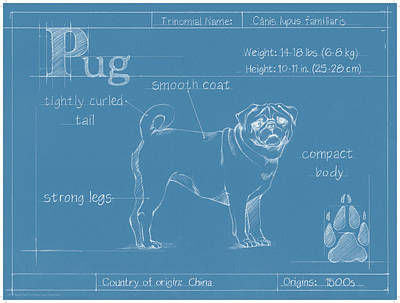 Trinomial Name: Canis lupus familiaris
Pug
Weight: 14-18 lbs (6-8 kg)
Height: 10-11 in. (25-28 cm)
smooth coat
tightly curled
tail
compact
body
strong legs
Country of origin: China
Origins: 1500s